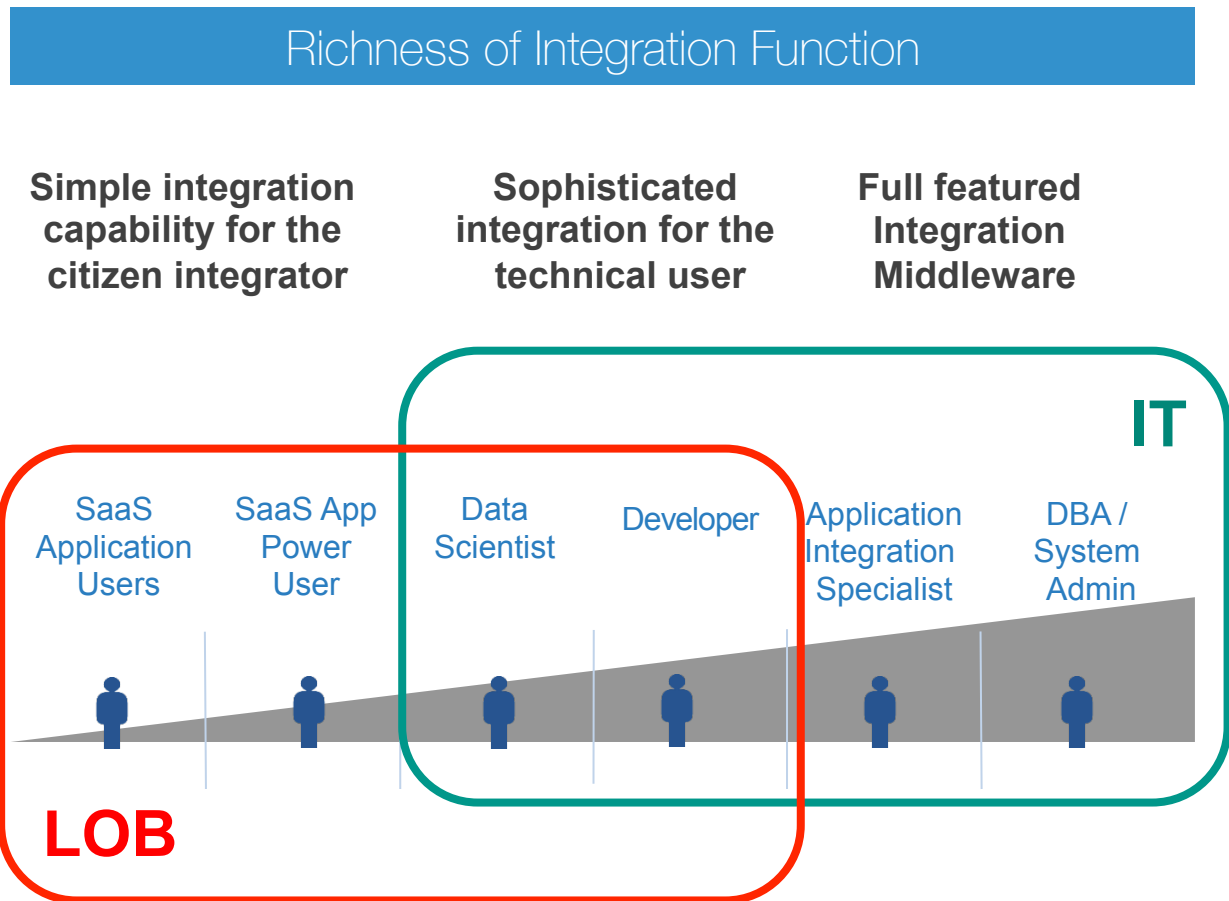 Richness of Integration Function
Simple integration
capability for the
citizen integrator
Sophisticated
integration for the
technical user
Full featured
Integration
Middleware
IT
SaaS
Application
Users
SaaS App
Power
User
Data
Scientist
Developer
Application
Integration
Specialist
DBA /
System
Admin
LOB